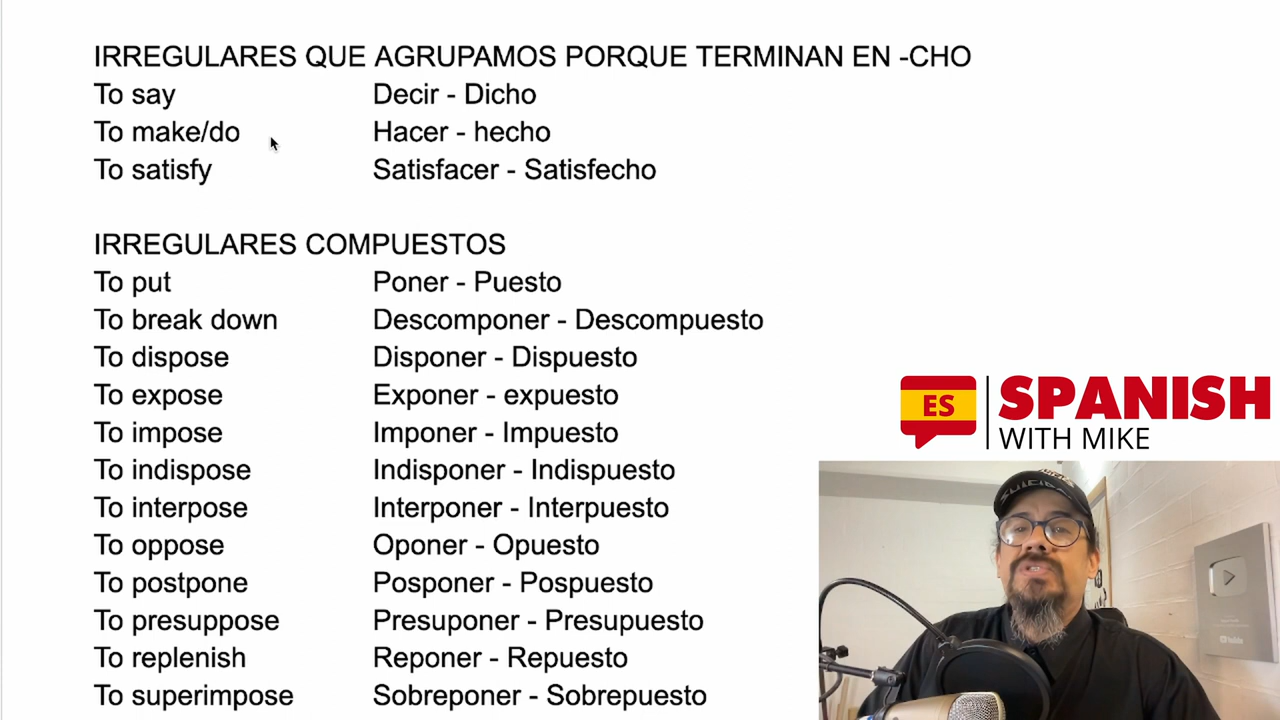 IRREGULARES QUE AGRUPAMOS PORQUE TERMINAN EN -CHO
To say Decir - Dicho
To make/do Hacer - hecho
To satisfy Satisfacer - Satisfecho
IRREGULARES COMPUESTOS
To put Poner - Puesto
To break down Descomponer - Descompuesto
To dispose Disponer - Dispuesto
To expose Exponer - expuesto
To impose Imponer - Impuesto
To indispose Indisponer - Indispuesto
To interpose Interponer - Interpuesto
To oppose Oponer - Opuesto
To postpone Posponer - Pospuesto
To presuppose Presuponer - Presupuesto
To replenish Reponer - Repuesto
To superimpose Sobreponer - Sobrepuesto
ES
SPANISH
WITH MIKE
YouTube